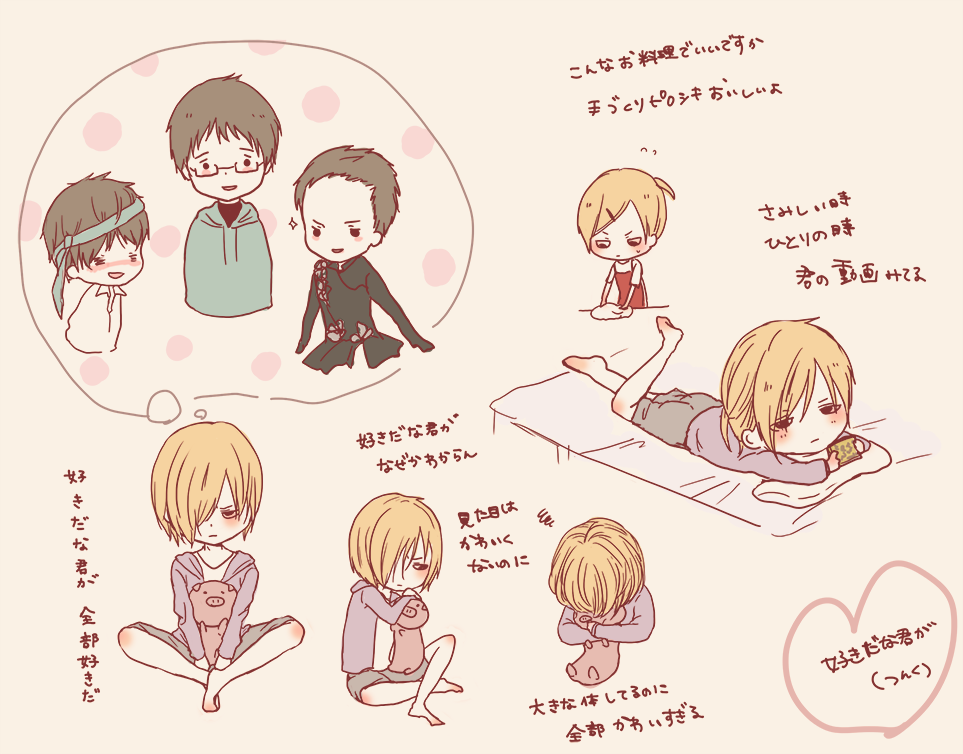 こんなお料理でいいですか
手づくりピロシキおいしいよ
さみしい時
ひとりの時
君の動画みてる
好きだな君が
なぜかわからん
好きだな君が 全部好きだ
見た目は
かわいく
ないのに
大きな体してるのに
全部かわいすぎる
好きだな君が
(つんく)